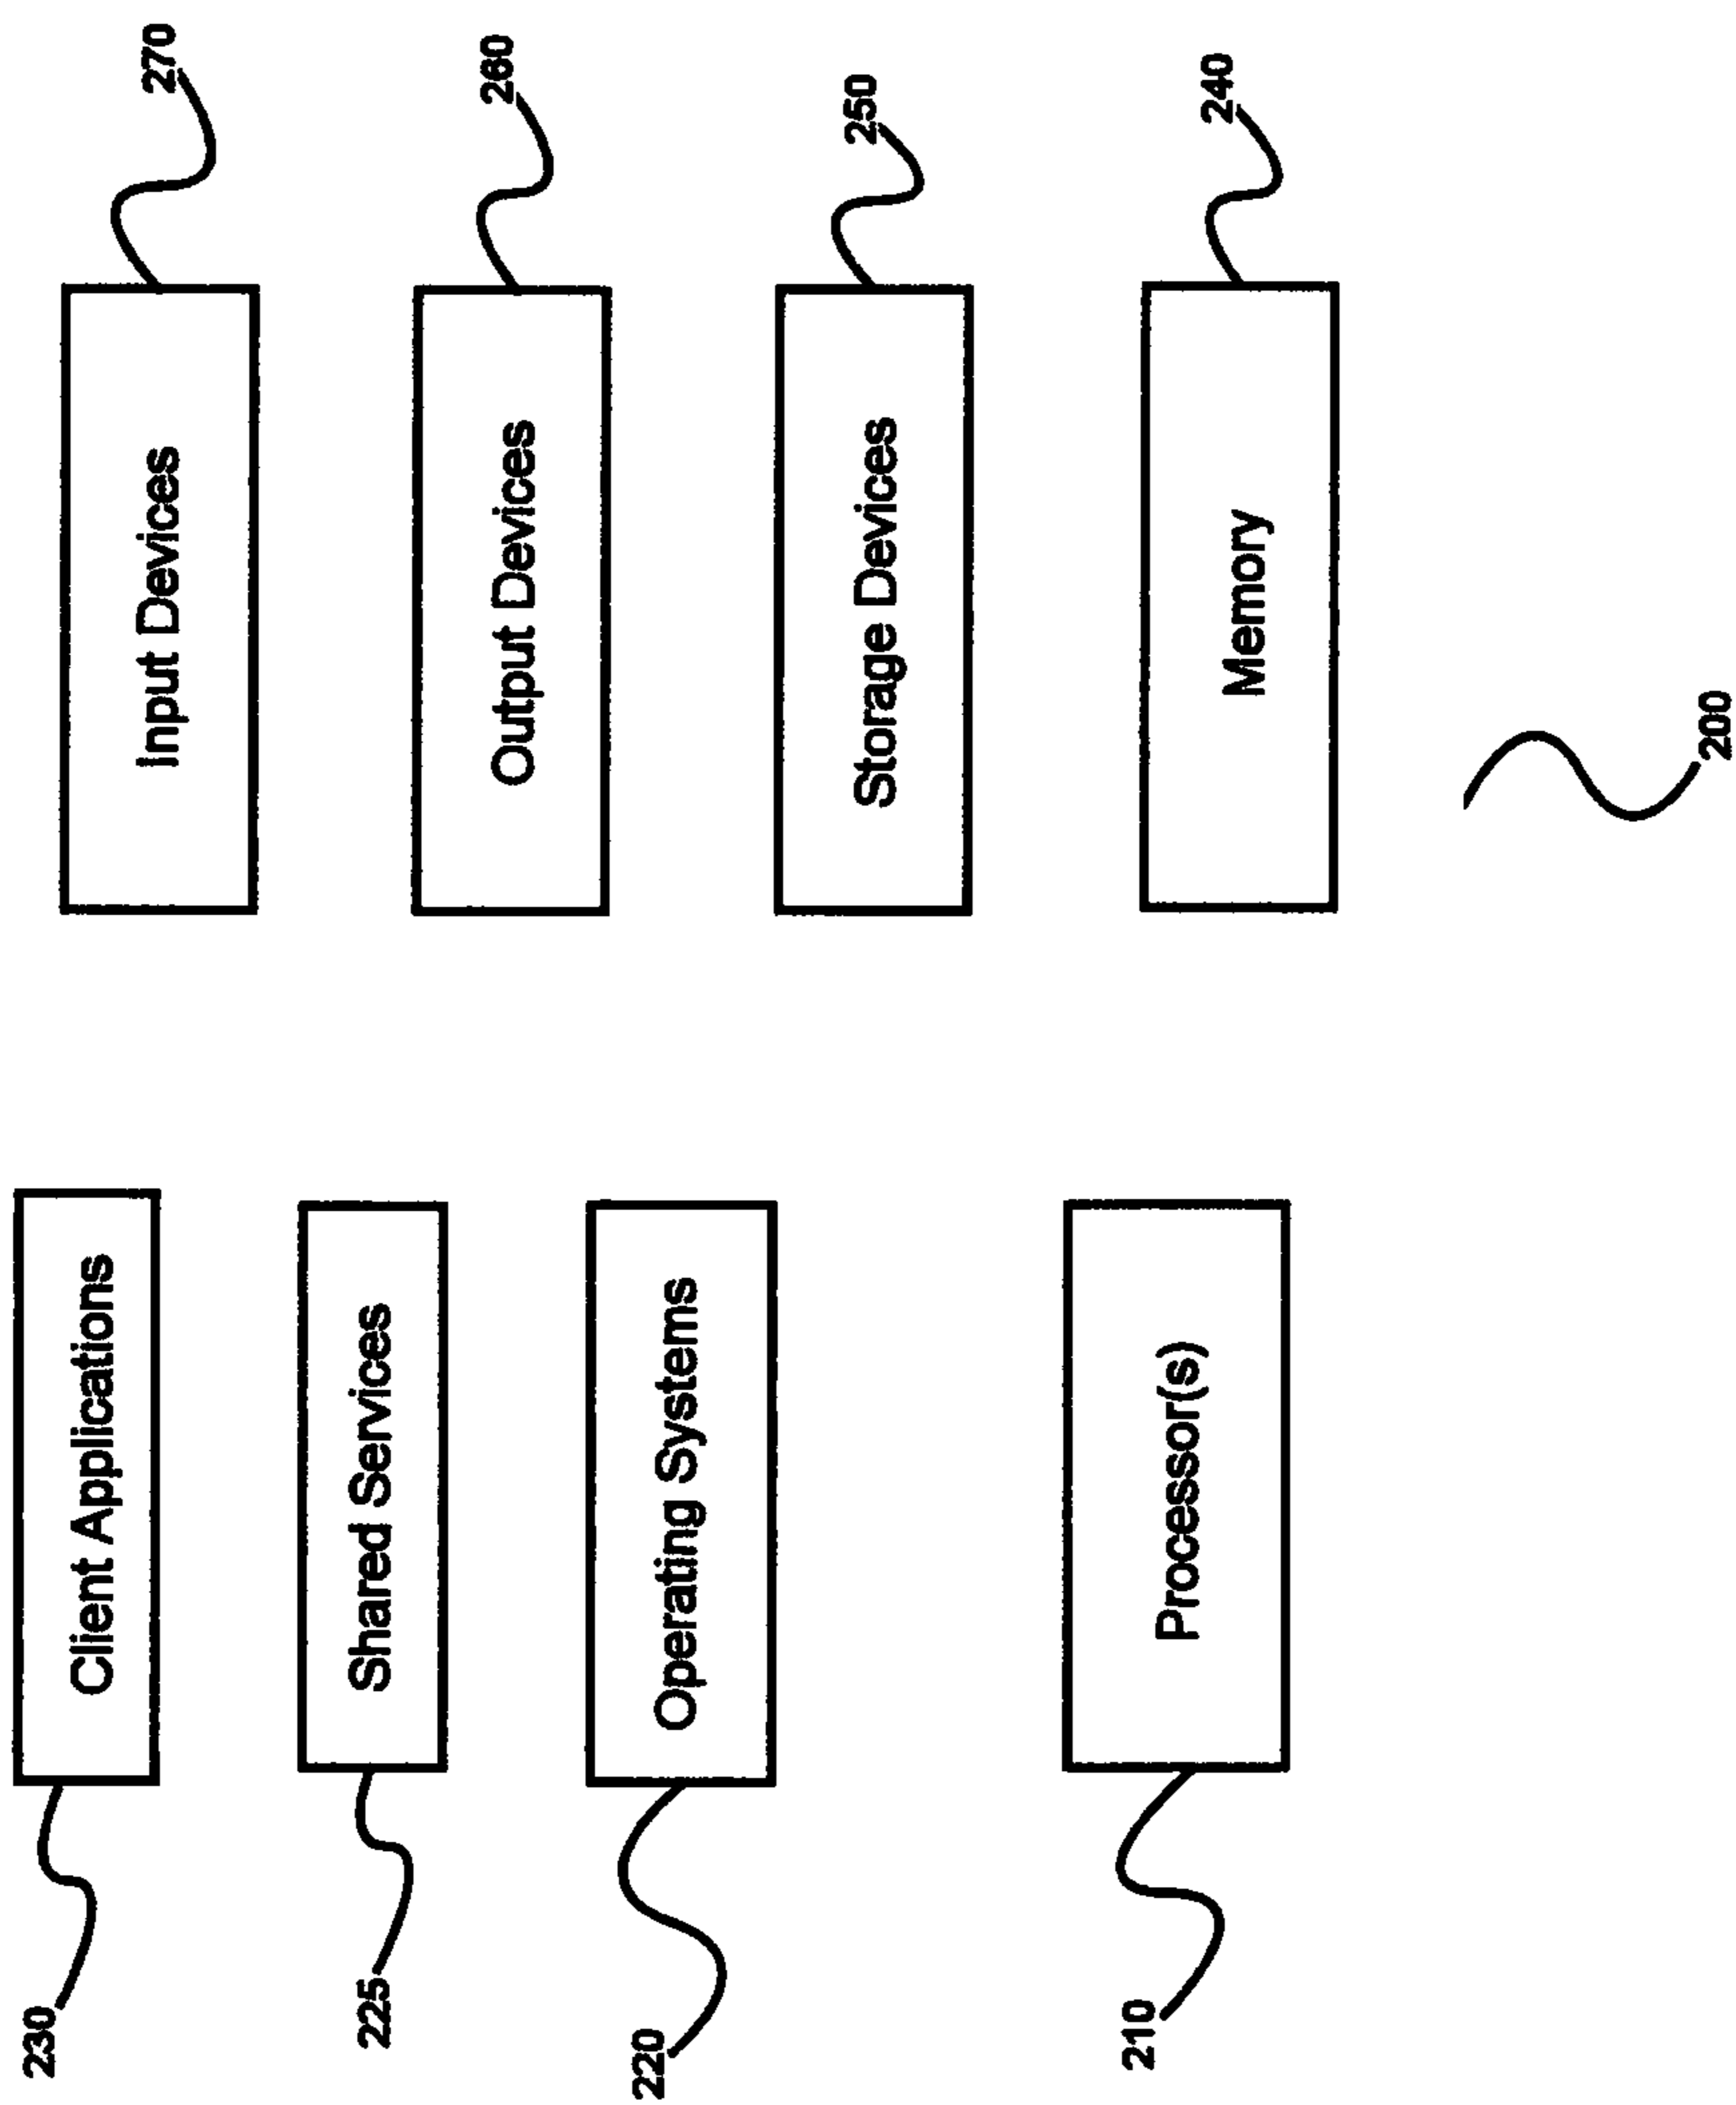 230
Client Applications
Input Devices
270
225
Shared Services
Output Devices
260
220
Operating Systems
Storage Devices
250
210
Processor(s)
Memory
240
200